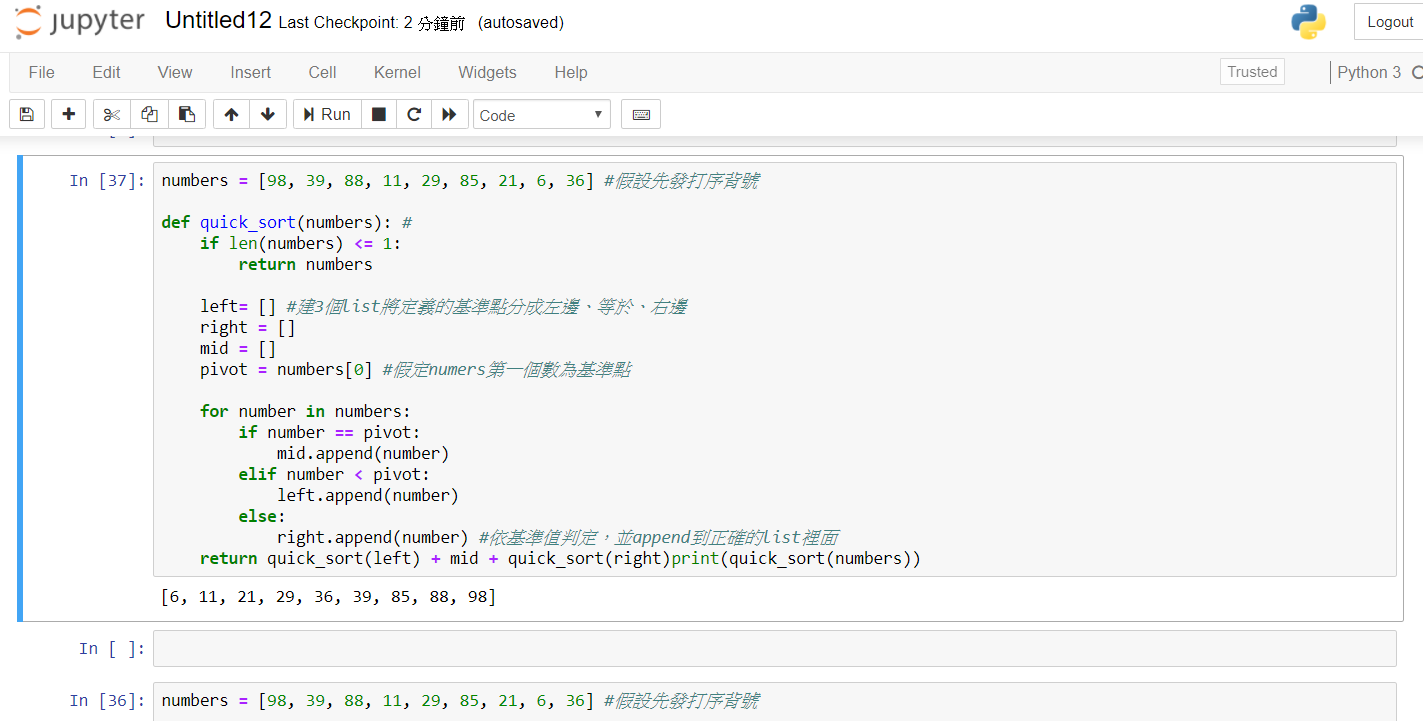 jupyter Untitled12 Last Checkpoint: 2 分鐘前 (autosaved) Logout
File Edit View Insert Cell Kernel Widgets Help Trusted Python 3
Run Code
In [37]: numbers = [98, 39, 88, 11, 29, 85, 21, 6, 36] #假設先發打序背號
def quick_sort(numbers): #
if len(numbers) <= 1:
return numbers
left= [] #建3個list將定義的基準點分成左邊、等於、右邊
right = []
mid = []
pivot = numbers[0] #假定numers第一個數為基準點
for number in numbers:
if number == pivot:
mid.append(number)
elif number < pivot:
left.append(number)
else:
right.append(number) #依基準值判定，並append到正確的list裡面
return quick_sort(left) + mid + quick_sort(right)print(quick_sort(numbers))
[6, 11, 21, 29, 36, 39, 85, 88, 98]
In [ ]:
In [36]: numbers = [98, 39, 88, 11, 29, 85, 21, 6, 36] #假設先發打序背號